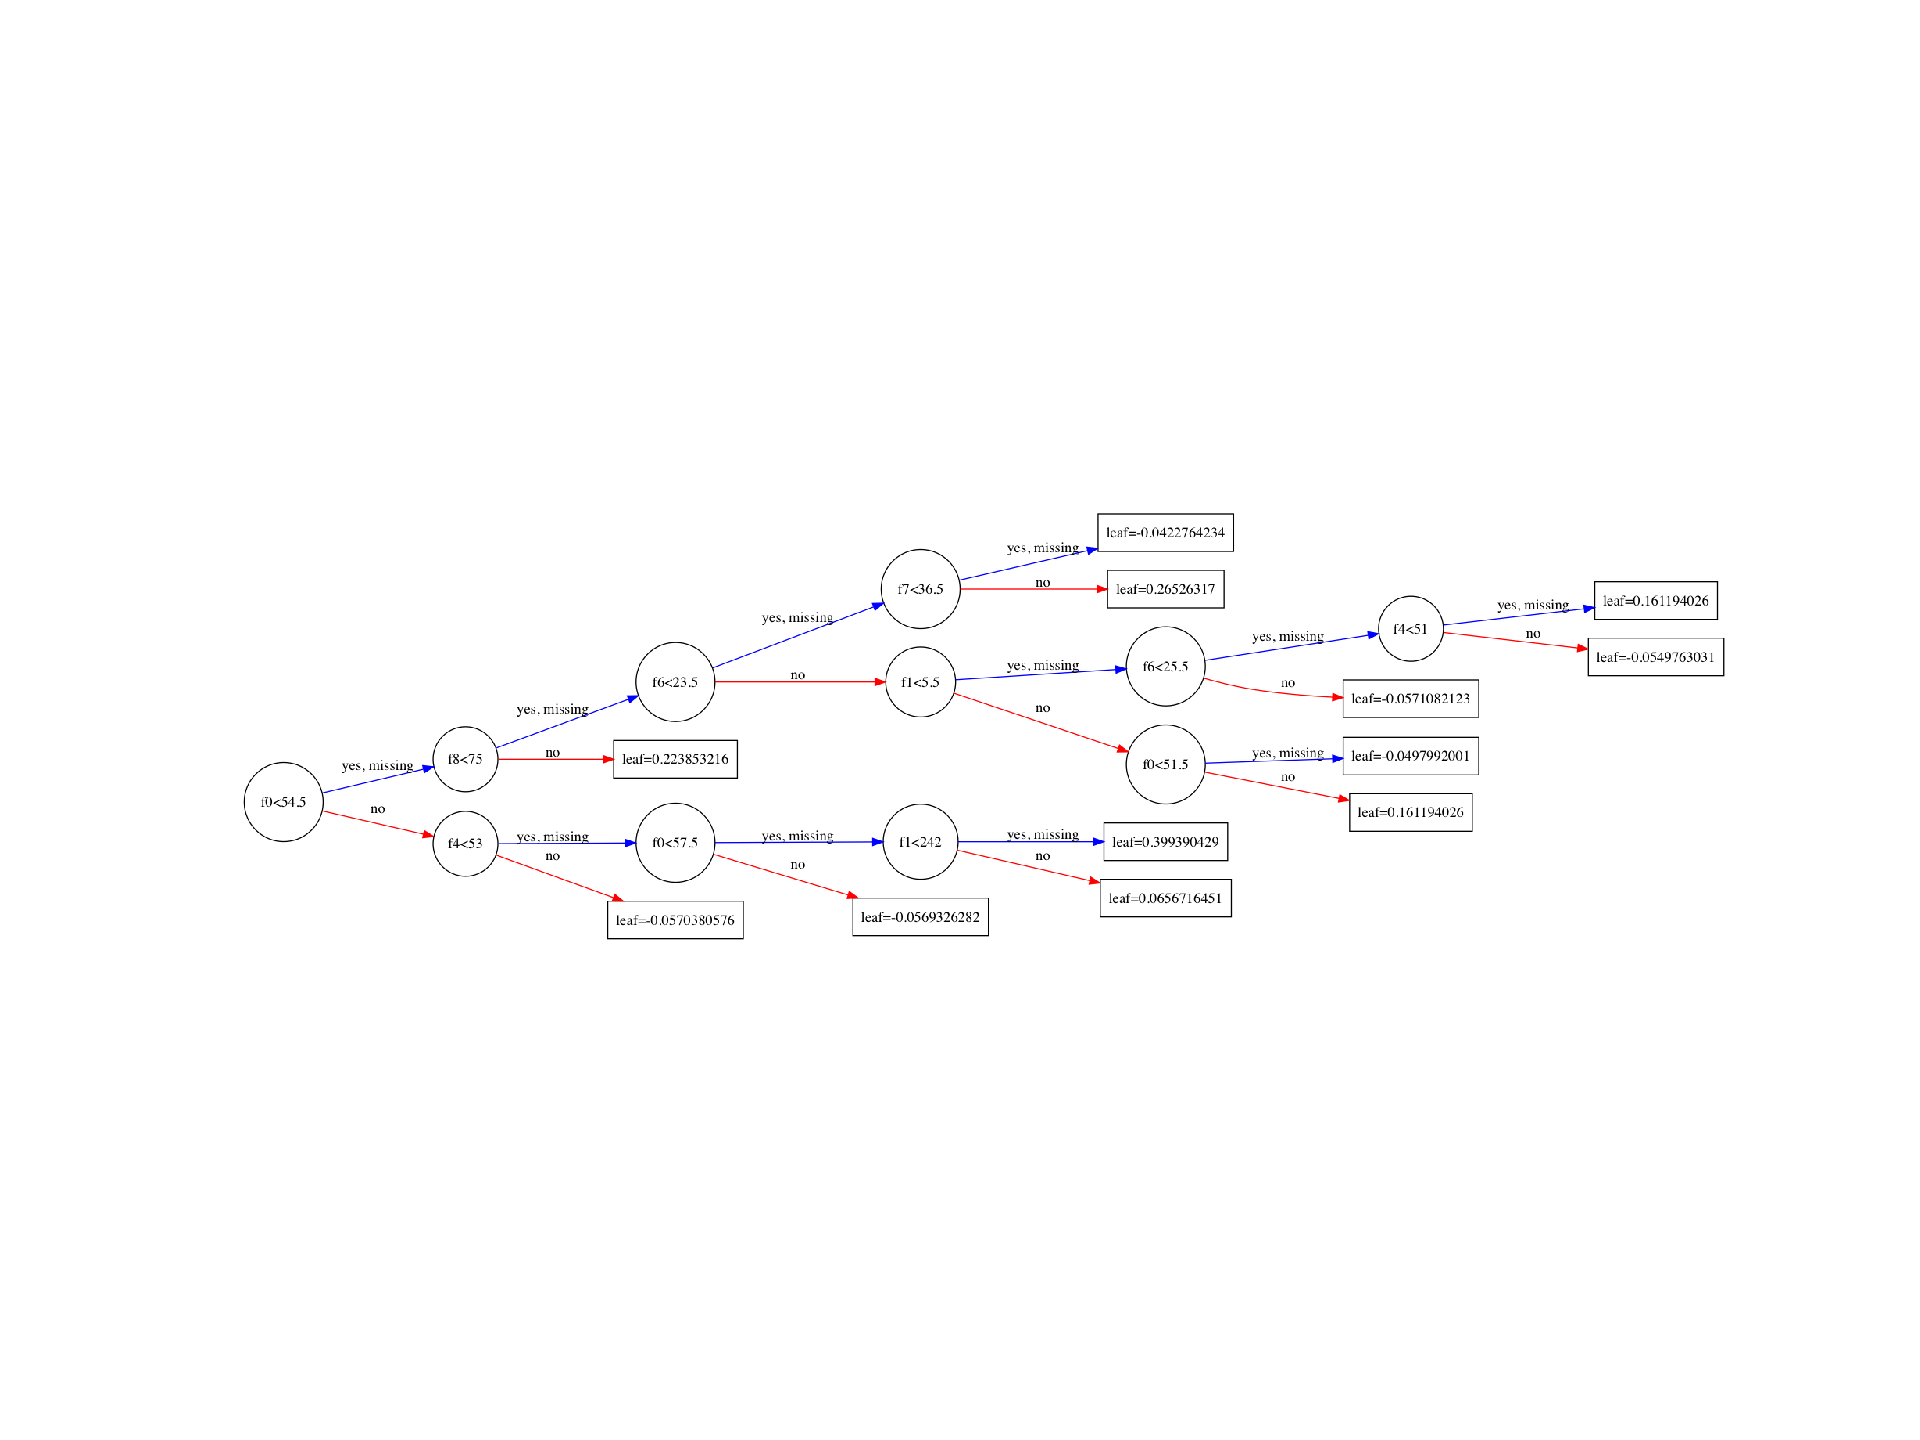 leaf=-0.0422764234
yes, missing
f7<36.5
no
leaf=0.26526317
yes, missing
leaf=0.161194026
yes, missing
f4<51
no
leaf=-0.0549763031
yes, missing
f6<25.5
yes, missing
f6<23.5
no
f1<5.5
no
leaf=-0.0571082123
yes, missing
no
f8<75
no
leaf=0.223853216
f0<51.5
yes, missing
leaf=-0.0497992001
no
leaf=0.161194026
yes, missing
f0<54.5
no
f4<53
yes, missing
f0<57.5
yes, missing
f1<242
yes, missing
leaf=0.399390429
no
no
no
leaf=0.0656716451
leaf=-0.0570380576
leaf=-0.0569326282